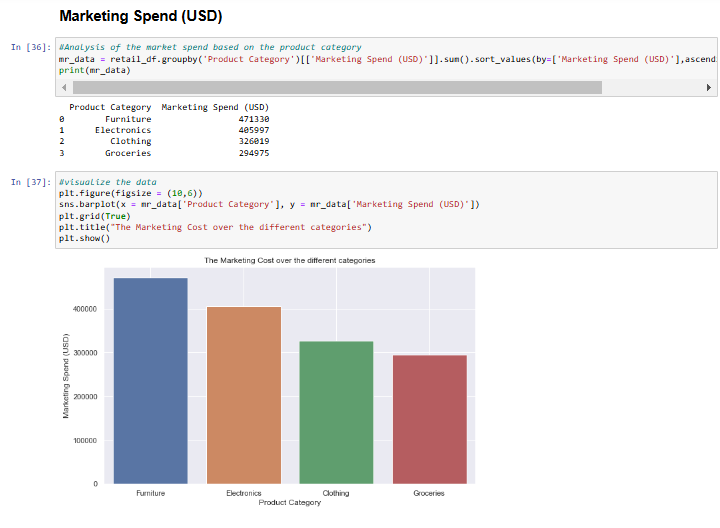 Marketing Spend (USD)
In [36]: #Analysis of the market spend based on the product category
mr_data = retail_df.groupby('Product Category')[['Marketing Spend (USD)']].sum().sort_values(by=['Marketing Spend (USD)'],ascend
print(mr_data)
Product Category Marketing Spend (USD)
0 Furniture 471330
1 Electronics 405997
2 Clothing 326019
3 Groceries 294975
In [37]: #visualize the data
plt.figure(figsize = (10,6))
sns.barplot(x = mr_data['Product Category'], y = mr_data['Marketing Spend (USD)'])
plt.grid(True)
plt.title("The Marketing Cost over the different categories")
plt.show()
The Marketing Cost over the different categories
Marketing Spend (USD)
400000
300000
200000
100000
0
Furniture Electronics Clothing Groceries
Product Category